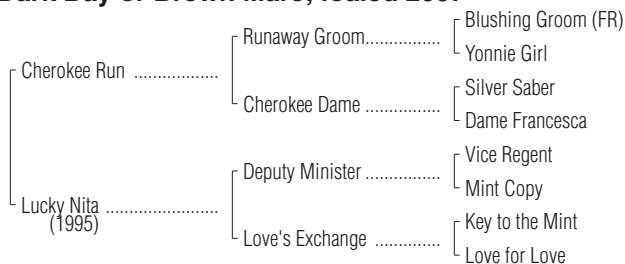 Dark Bay or Brown Mare; foaled
Blushing Groom (FR)
Runaway Groom................
Yonnie Girl
Cherokee Run ..................
Silver Saber
Cherokee Dame ................
Dame Francesca
Vice Regent
Deputy Minister ................
Mint Copy
Lucky Nita ........................
(1995)
Key to the Mint
Love's Exchange ..............
Love for Love